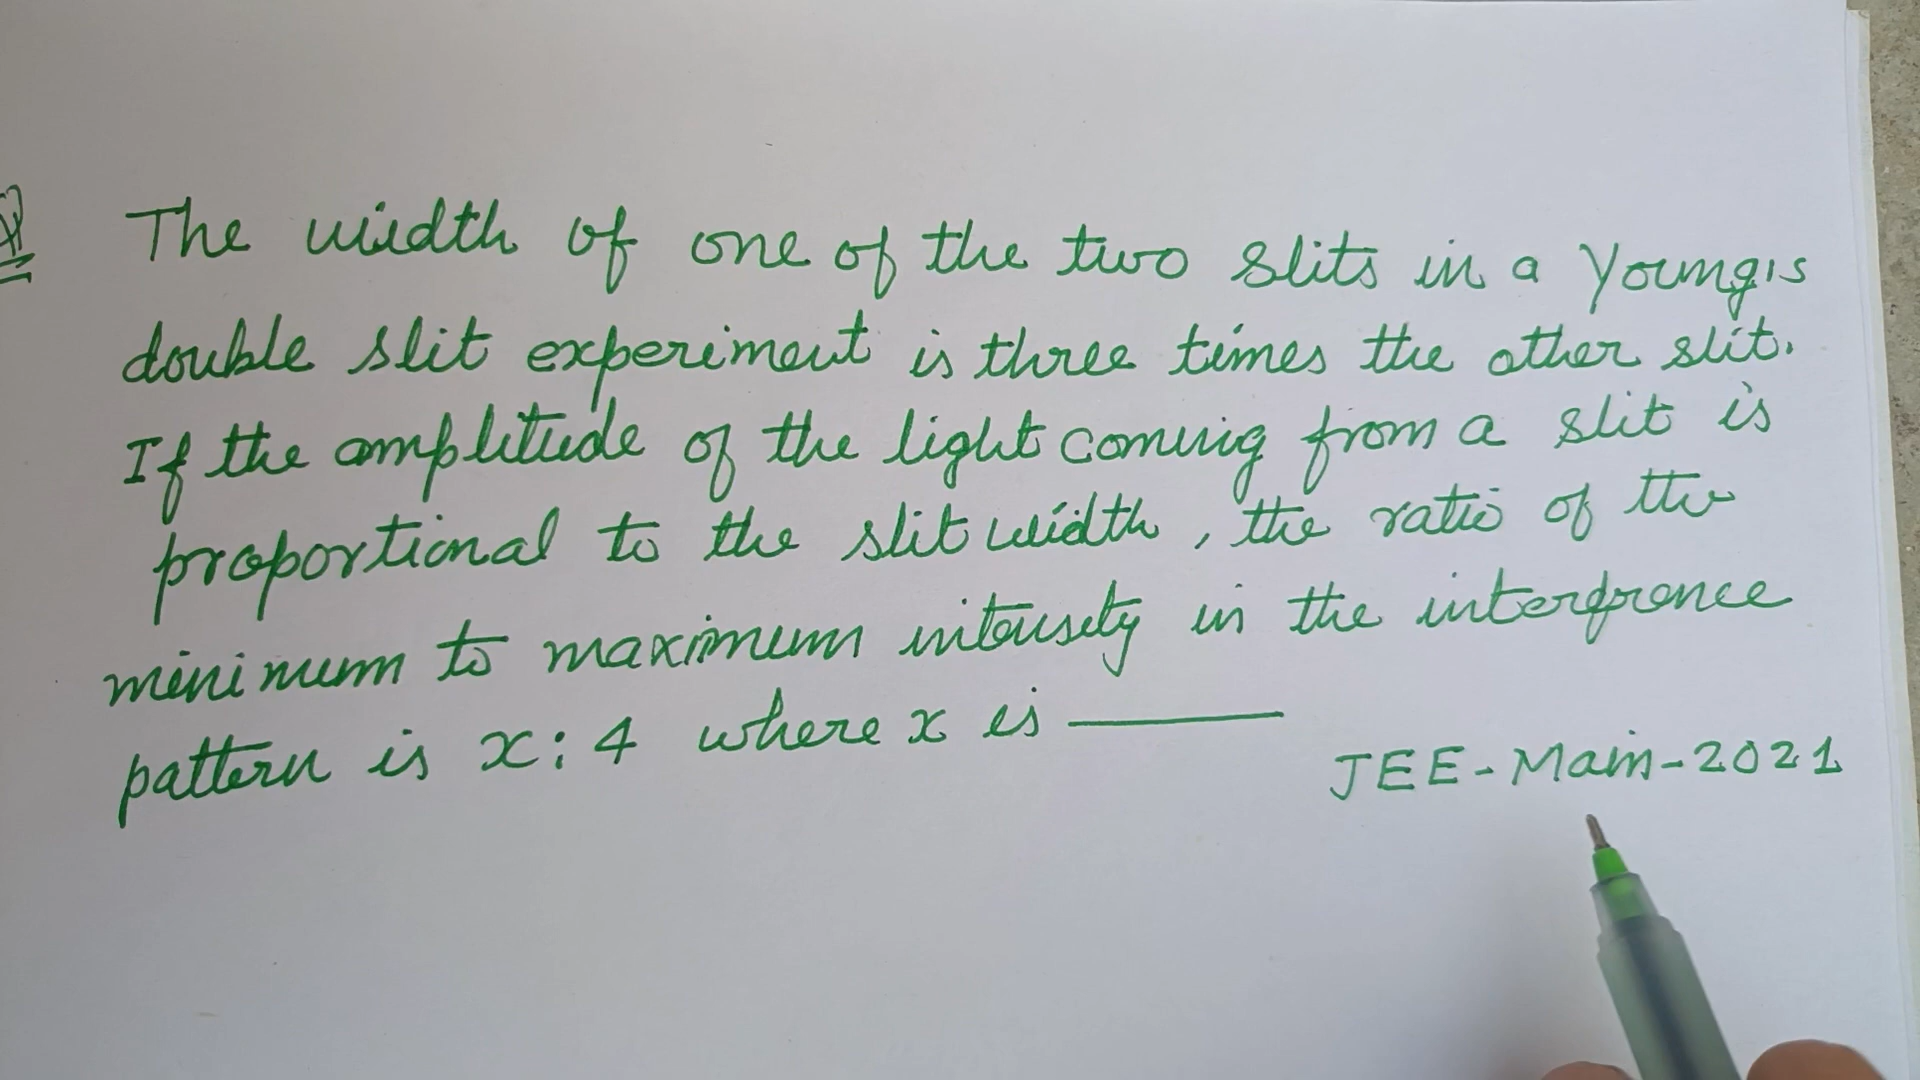 The width of one of the two slits in a Young's
double slit experiment is three times the other slit.
If the amplitude of the light coming from a slit is
proportional to the slit width, the ratio of the
minimum to maximum intensity in the interference
pattern is x:4 where x is ———
JEE-Main-2021